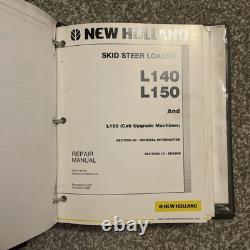 NEW HOLLAND
SKID STEER LOADER
L140
L150
And
L150 (Cab Upgrade Machines)
SECTION 00 - GENERAL INFORMATION
SECTION 10 - ENGINE
REPAIR
MANUAL
NEW HOLLAND